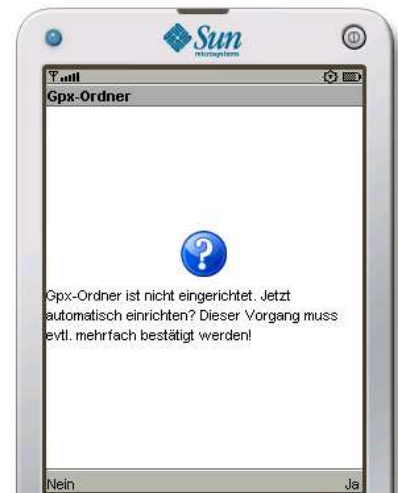 Sun
microsystems
Gpx-Ordner
Gpx-Ordner ist nicht eingerichtet. Jetzt
automatisch einrichten? Dieser Vorgang muss
evtl. mehrfach bestätigt werden!
Nein Ja